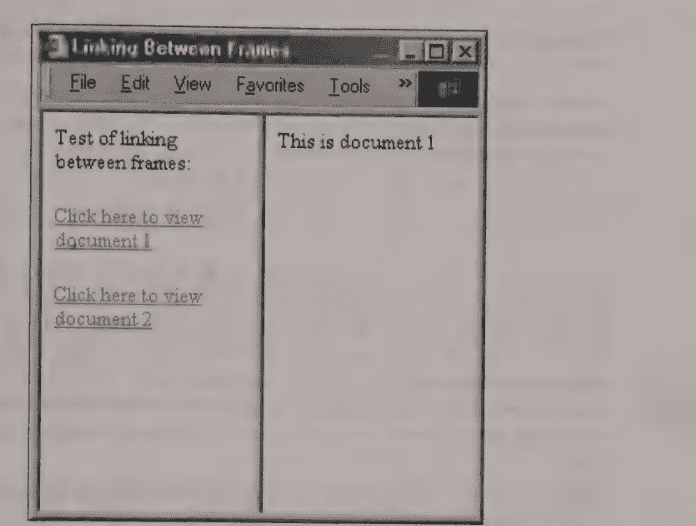 Linking Between Frames
File Edit View Favorites Tools »
Test of linking
between frames:
Click here to view
document 1
Click here to view
document 2
This is document 1